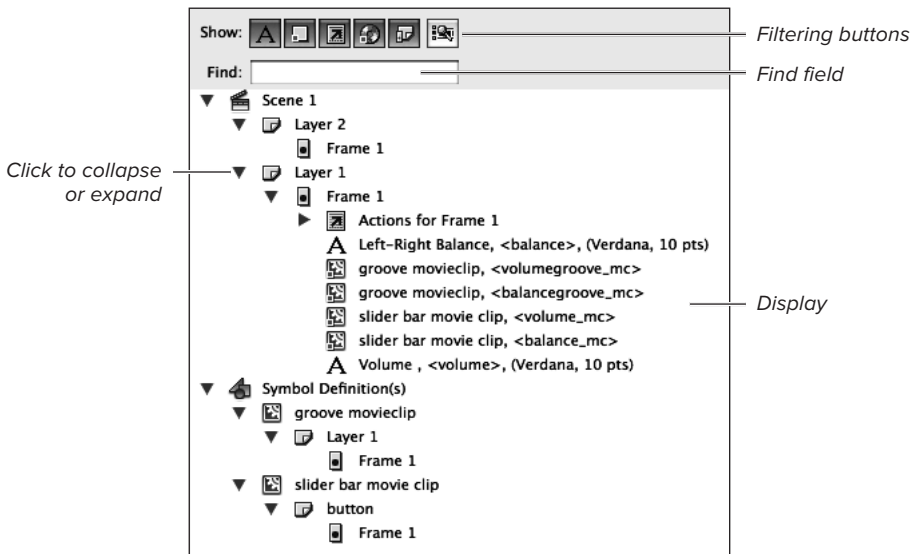 Show: A
Filtering buttons
Find:
Find field
Scene 1
Layer 2
Frame 1
Click to collapse
or expand
Layer 1
Frame 1
Actions for Frame 1
A Left-Right Balance, <balance>, (Verdana, 10 pts)
groove movieclip, <volumegroove_mc>
groove movieclip, <balancegroove_mc>
Display
slider bar movie clip, <volume_mc>
slider bar movie clip, <balance_mc>
A Volume , <volume>, (Verdana, 10 pts)
Symbol Definition(s)
groove movieclip
Layer 1
Frame 1
slider bar movie clip
button
Frame 1